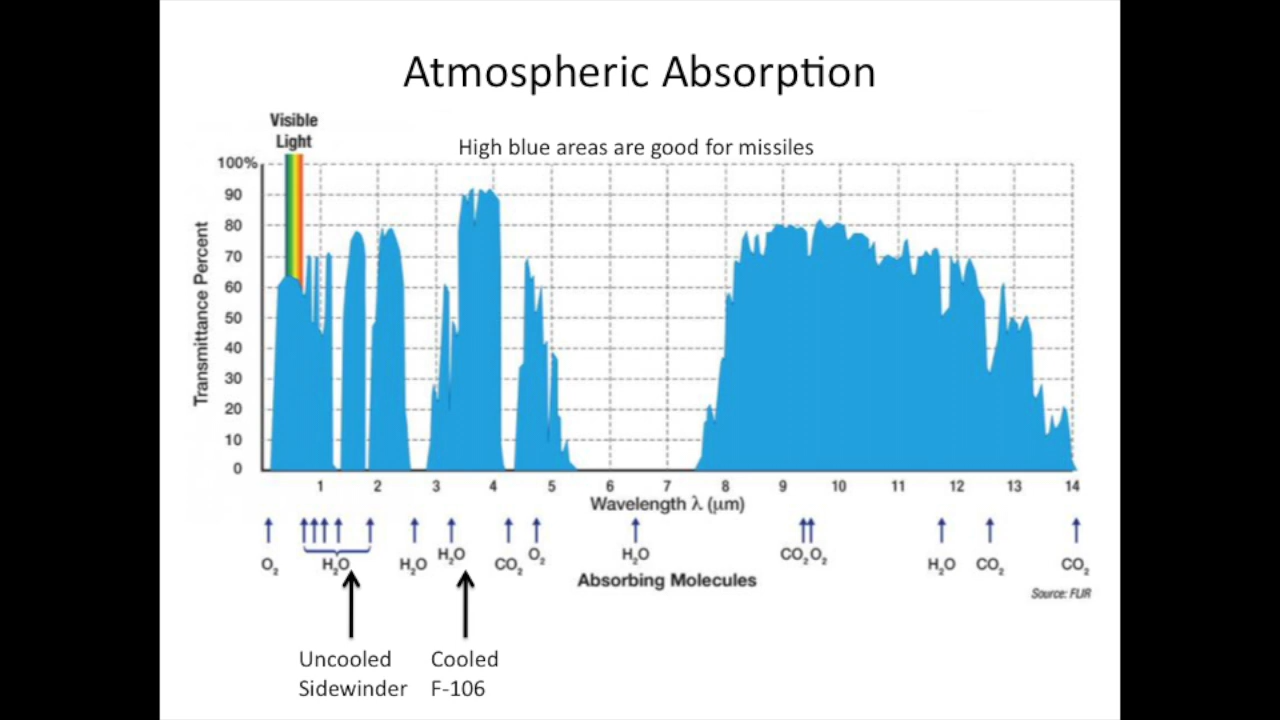 Atmospheric Absorption
Visible
Light
High blue areas are good for missiles
100%
90
80
70
60
50
40
30
20
10
0
Transmittance Percent
1 2 3 4 5 6 7 8 9 10 11 12 13 14
Wavelength λ (μm)
O₂ H₂O H₂O H₂O CO₂ O₂ H₂O CO₂ O₂ H₂O CO₂ CO₂
Absorbing Molecules
Source: FLIR
Uncooled Cooled
Sidewinder F-106